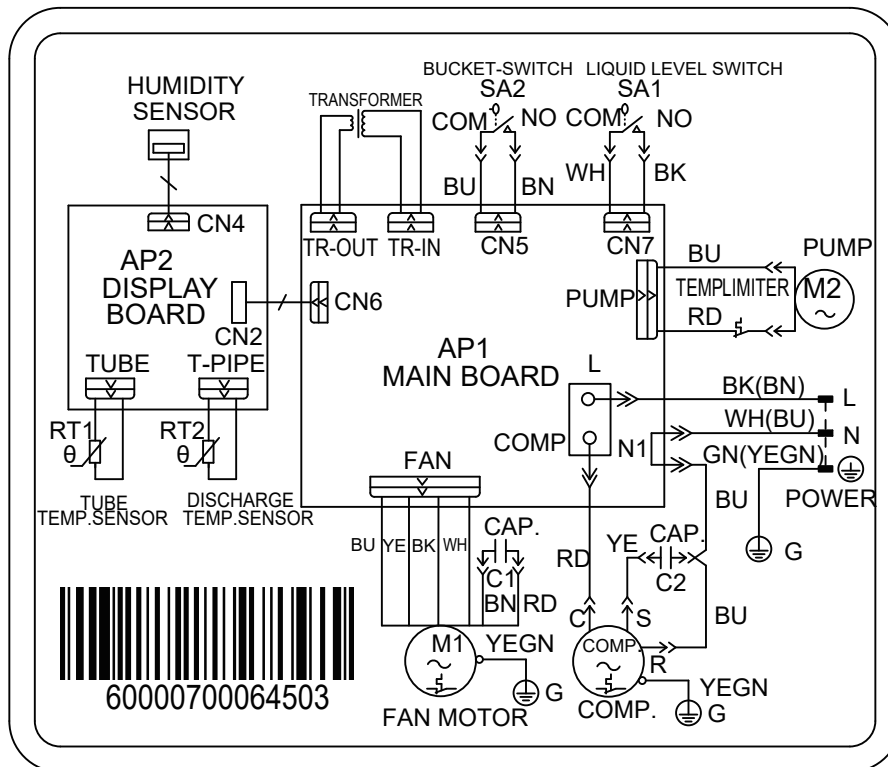 BUCKET-SWITCH
LIQUID LEVEL SWITCH
HUMIDITY
SENSOR
TRANSFORMER
SA2
SA1
COM
NO
COM
NO
BU
BN
WH
BK
CN4
TR-OUT
TR-IN
CN5
CN7
AP2
DISPLAY
BOARD
CN2
CN6
BU
PUMP
PUMP
TEMPLIMITER
M2
RD
TUBE
T-PIPE
AP1
MAIN BOARD
L
BK(BN)
L
RT1
θ
RT2
θ
COMP
N1
WH(BU)
N
GN(YEGN)
FAN
TUBE
TEMP.SENSOR
DISCHARGE
TEMP.SENSOR
BU
POWER
BU
YE
BK
WH
CAP.
C1
BN
RD
RD
YE
CAP.
C2
G
C
S
BU
M1
YEGN
COMP.
R
G
YEGN
G
60000700064503
FAN MOTOR
COMP.